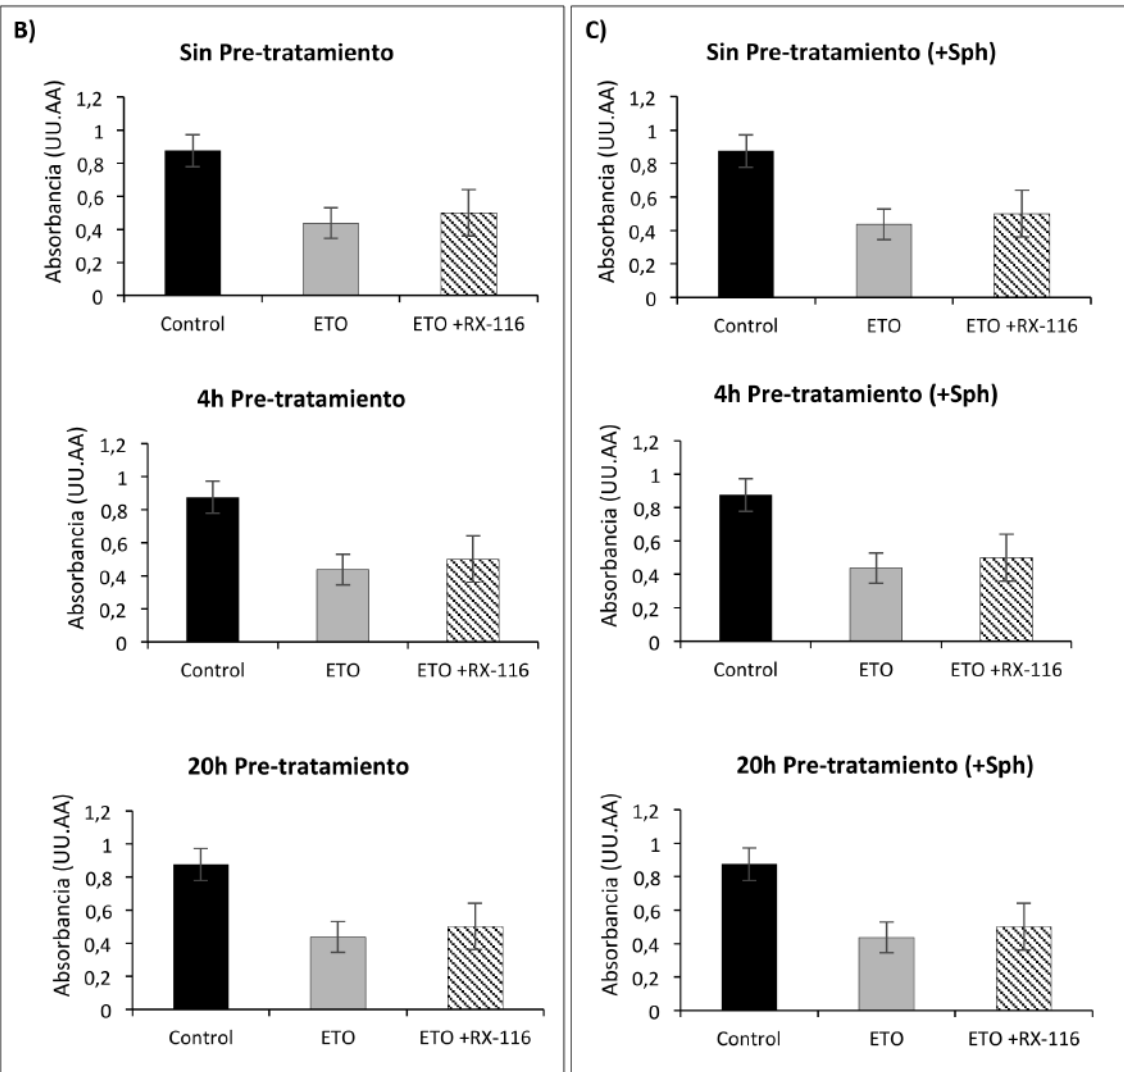 B)
Sin Pre-tratamiento
Absorbancia (UU.AA)
1,2
1
0,8
0,6
0,4
0,2
0
Control ETO ETO +RX-116
4h Pre-tratamiento
Absorbancia (UU.AA)
1,2
1
0,8
0,6
0,4
0,2
0
Control ETO ETO +RX-116
20h Pre-tratamiento
Absorbancia (UU.AA)
1,2
1
0,8
0,6
0,4
0,2
0
Control ETO ETO +RX-116
C)
Sin Pre-tratamiento (+Sph)
Absorbancia (UU.AA)
1,2
1
0,8
0,6
0,4
0,2
0
Control ETO ETO +RX-116
4h Pre-tratamiento (+Sph)
Absorbancia (UU.AA)
1,2
1
0,8
0,6
0,4
0,2
0
Control ETO ETO +RX-116
20h Pre-tratamiento (+Sph)
Absorbancia (UU.AA)
1,2
1
0,8
0,6
0,4
0,2
0
Control ETO ETO +RX-116